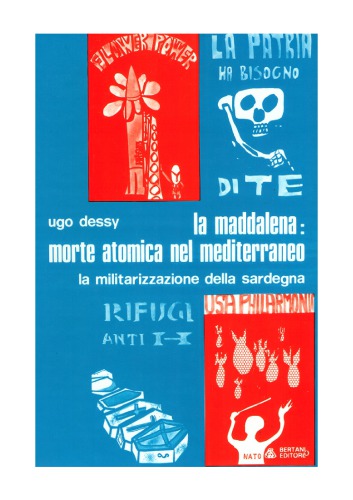 FLOWER POWER
LA PATRIA
HA BISOGNO
DI TE
ugo dessy
la maddalena:
morte atomica nel mediterraneo
la militarizzazione della sardegna
RIFUGI
ANTI H
USA PHILARMONIC
NATO
BERTANI
EDITORE